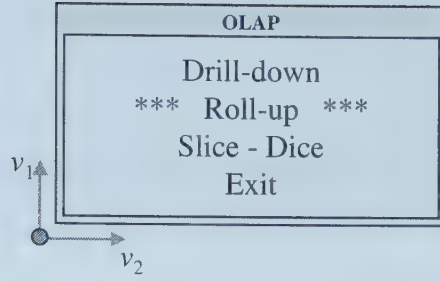 OLAP
Drill-down
*** Roll-up ***
Slice - Dice
Exit
v₁
v₂